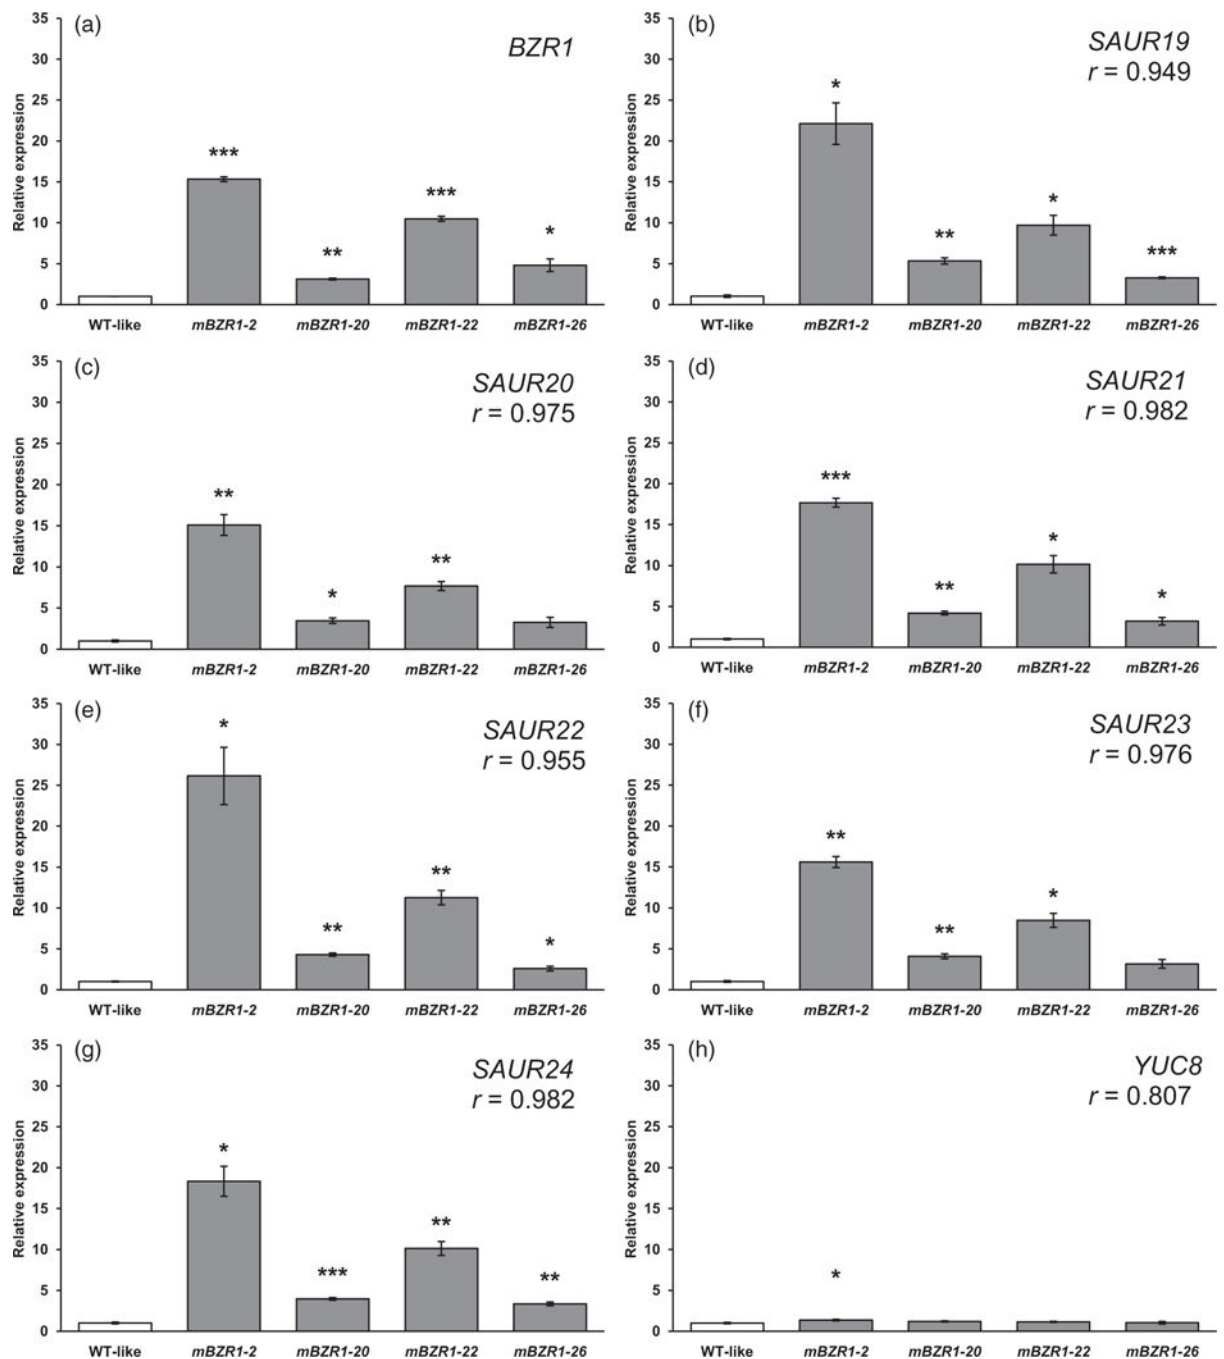 (a)
BZR1
Relative expression
35
30
25
20
15
10
5
0
***
**
***
*
WT-like mBZR1-2 mBZR1-20 mBZR1-22 mBZR1-26
(b)
SAUR19
r = 0.949
Relative expression
35
30
25
20
15
10
5
0
*
**
*
***
WT-like mBZR1-2 mBZR1-20 mBZR1-22 mBZR1-26
(c)
SAUR20
r = 0.975
Relative expression
35
30
25
20
15
10
5
0
**
*
**
WT-like mBZR1-2 mBZR1-20 mBZR1-22 mBZR1-26
(d)
SAUR21
r = 0.982
Relative expression
35
30
25
20
15
10
5
0
***
**
*
*
WT-like mBZR1-2 mBZR1-20 mBZR1-22 mBZR1-26
(e)
SAUR22
r = 0.955
Relative expression
35
30
25
20
15
10
5
0
*
**
**
*
WT-like mBZR1-2 mBZR1-20 mBZR1-22 mBZR1-26
(f)
SAUR23
r = 0.976
Relative expression
35
30
25
20
15
10
5
0
**
**
*
WT-like mBZR1-2 mBZR1-20 mBZR1-22 mBZR1-26
(g)
SAUR24
r = 0.982
Relative expression
35
30
25
20
15
10
5
0
*
***
**
**
WT-like mBZR1-2 mBZR1-20 mBZR1-22 mBZR1-26
(h)
YUC8
r = 0.807
Relative expression
35
30
25
20
15
10
5
0
*
WT-like mBZR1-2 mBZR1-20 mBZR1-22 mBZR1-26